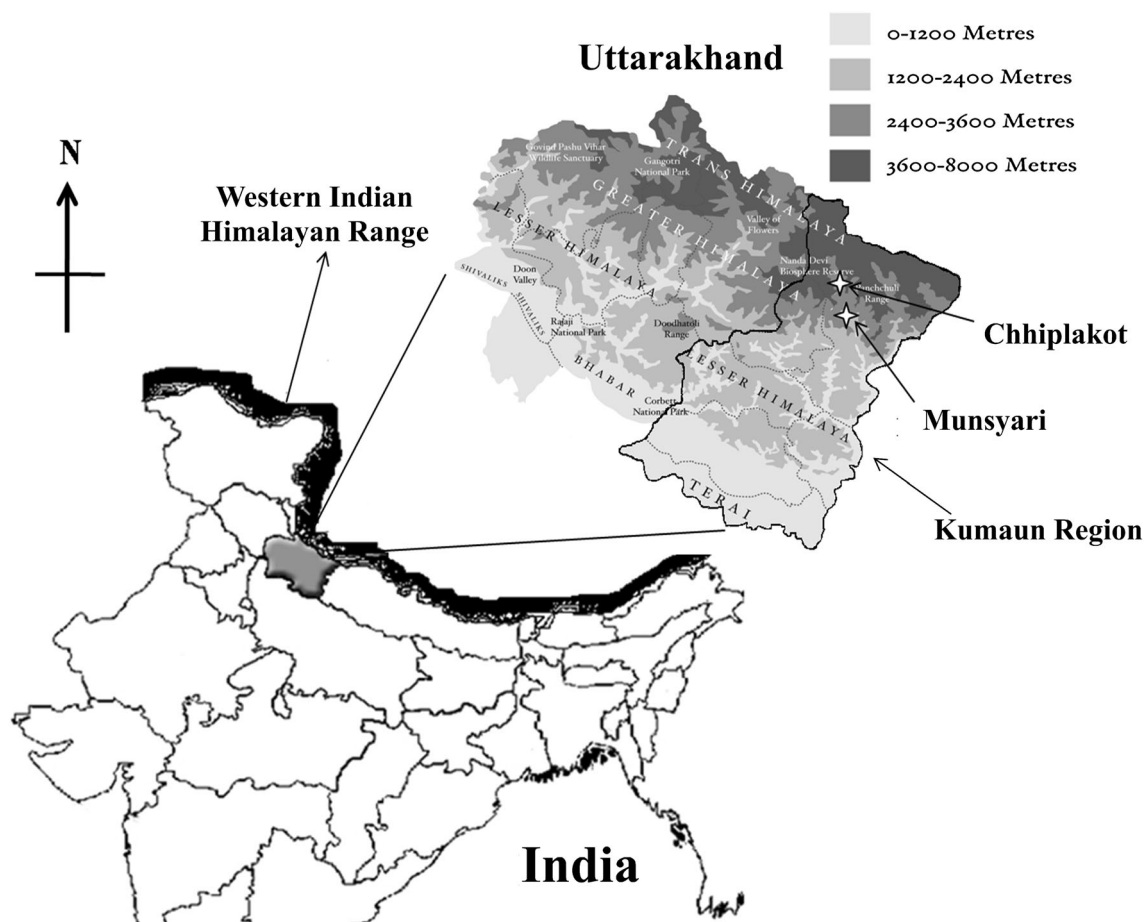 0-1200 Metres
Uttarakhand
1200-2400 Metres
2400-3600 Metres
3600-8000 Metres
N
Western Indian
Himalayan Range
Govind Pashu Vihar
Wildlife Sanctuary
Gangotri
National Park
TRANS HIMALAYA
GREATER HIMALAYA
LESSER HIMALAYA
Valley of
Flowers
Nanda Devi
Biosphere Reserve
Panchchuli
Range
SHIVALIKS
Doon
Valley
SHIVALIKS
Rajaji
National Park
Doodhatoli
Range
Chhiplakot
BHABAR
LESSER HIMALAYA
Corbett
National Park
Munsyari
TERAI
Kumaun Region
India